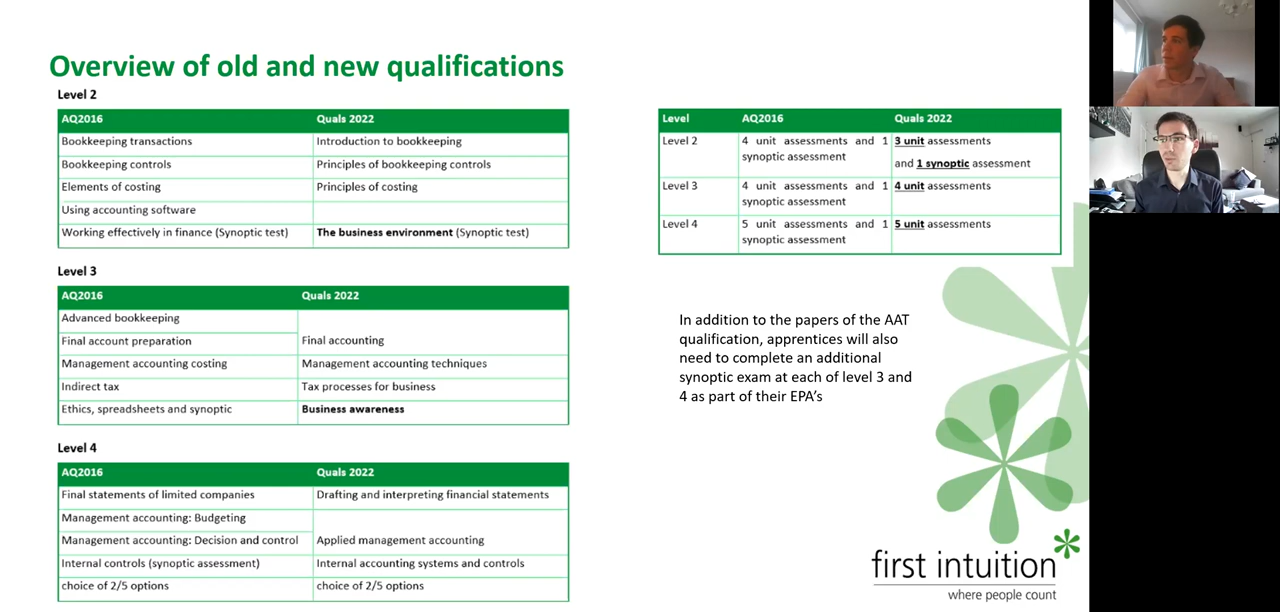 Overview of old and new qualifications
Level 2
AQ2016 Quals 2022
Bookkeeping transactions Introduction to bookkeeping
Bookkeeping controls Principles of bookkeeping controls
Elements of costing Principles of costing
Using accounting software
Working effectively in finance (Synoptic test) The business environment (Synoptic test)
Level 3
AQ2016 Quals 2022
Advanced bookkeeping
Final account preparation Final accounting
Management accounting costing Management accounting techniques
Indirect tax Tax processes for business
Ethics, spreadsheets and synoptic Business awareness
Level 4
AQ2016 Quals 2022
Final statements of limited companies Drafting and interpreting financial statements
Management accounting: Budgeting
Management accounting: Decision and control Applied management accounting
Internal controls (synoptic assessment) Internal accounting systems and controls
choice of 2/5 options choice of 2/5 options
Level AQ2016 Quals 2022
Level 2 4 unit assessments and 1 3 unit assessments
synoptic assessment and 1 synoptic assessment
Level 3 4 unit assessments and 1 4 unit assessments
synoptic assessment
Level 4 5 unit assessments and 1 5 unit assessments
synoptic assessment
In addition to the papers of the AAT
qualification, apprentices will also
need to complete an additional
synoptic exam at each of level 3 and
4 as part of their EPA’s
first intuition
where people count